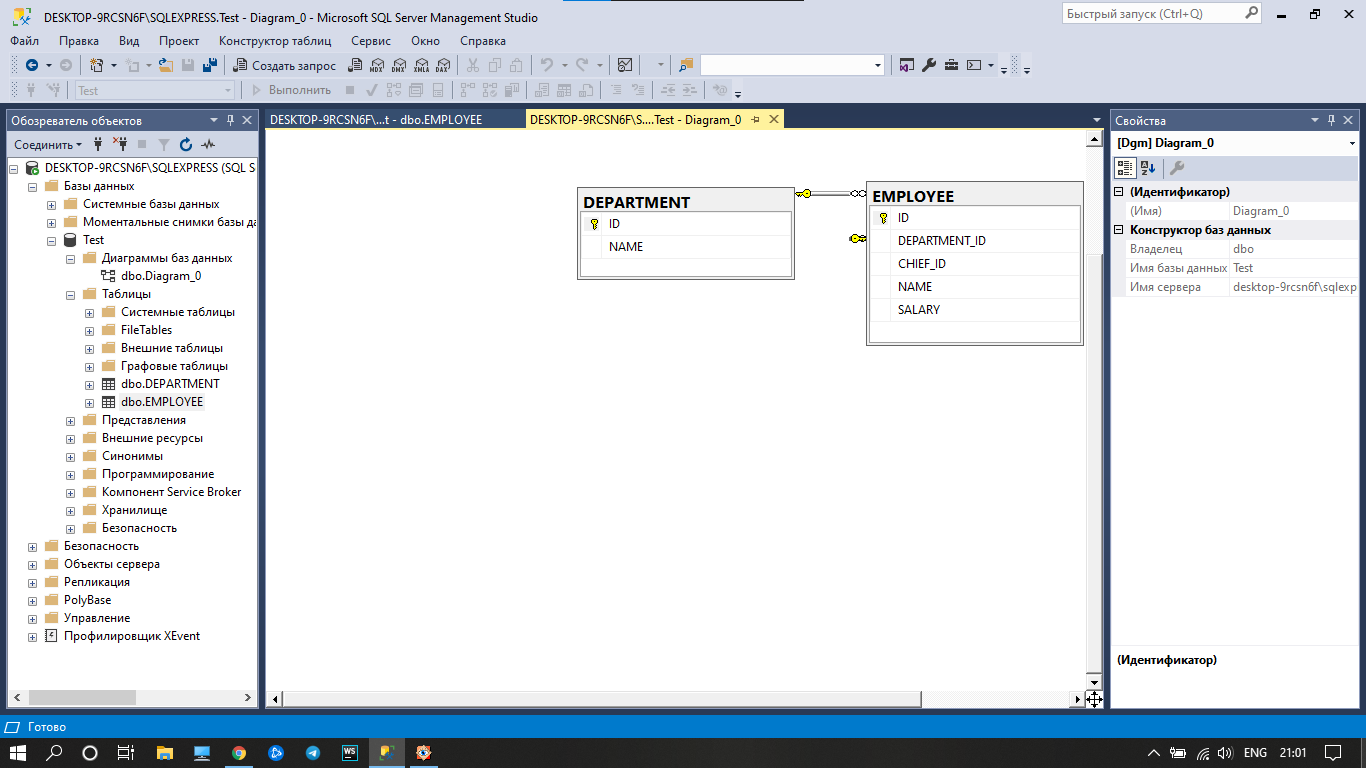 DESKTOP-9RCSN6F\SQLEXPRESS.Test - Diagram_0 - Microsoft SQL Server Management Studio
Быстрый запуск (Ctrl+Q)
Файл Правка Вид Проект Конструктор таблиц Сервис Окно Справка
Создать запрос MDX DMX XMLA DAX
Test Выполнить
Обозреватель объектов
Соединить
DESKTOP-9RCSN6F\SQLEXPRESS (SQL S
Базы данных
Системные базы данных
Моментальные снимки базы да
Test
Диаграммы баз данных
dbo.Diagram_0
Таблицы
Системные таблицы
FileTables
Внешние таблицы
Графовые таблицы
dbo.DEPARTMENT
dbo.EMPLOYEE
Представления
Внешние ресурсы
Синонимы
Программирование
Компонент Service Broker
Хранилище
Безопасность
Безопасность
Объекты сервера
Репликация
PolyBase
Управление
Профилировщик XEvent
DESKTOP-9RCSN6F\...t - dbo.EMPLOYEE
DESKTOP-9RCSN6F\S....Test - Diagram_0
DEPARTMENT
ID
NAME
EMPLOYEE
ID
DEPARTMENT_ID
CHIEF_ID
NAME
SALARY
Свойства
[Dgm] Diagram_0
(Идентификатор)
(Имя) Diagram_0
Конструктор баз данных
Владелец dbo
Имя базы данных Test
Имя сервера desktop-9rcsn6f\sqlexp
(Идентификатор)
Готово
WS
ENG 21:01